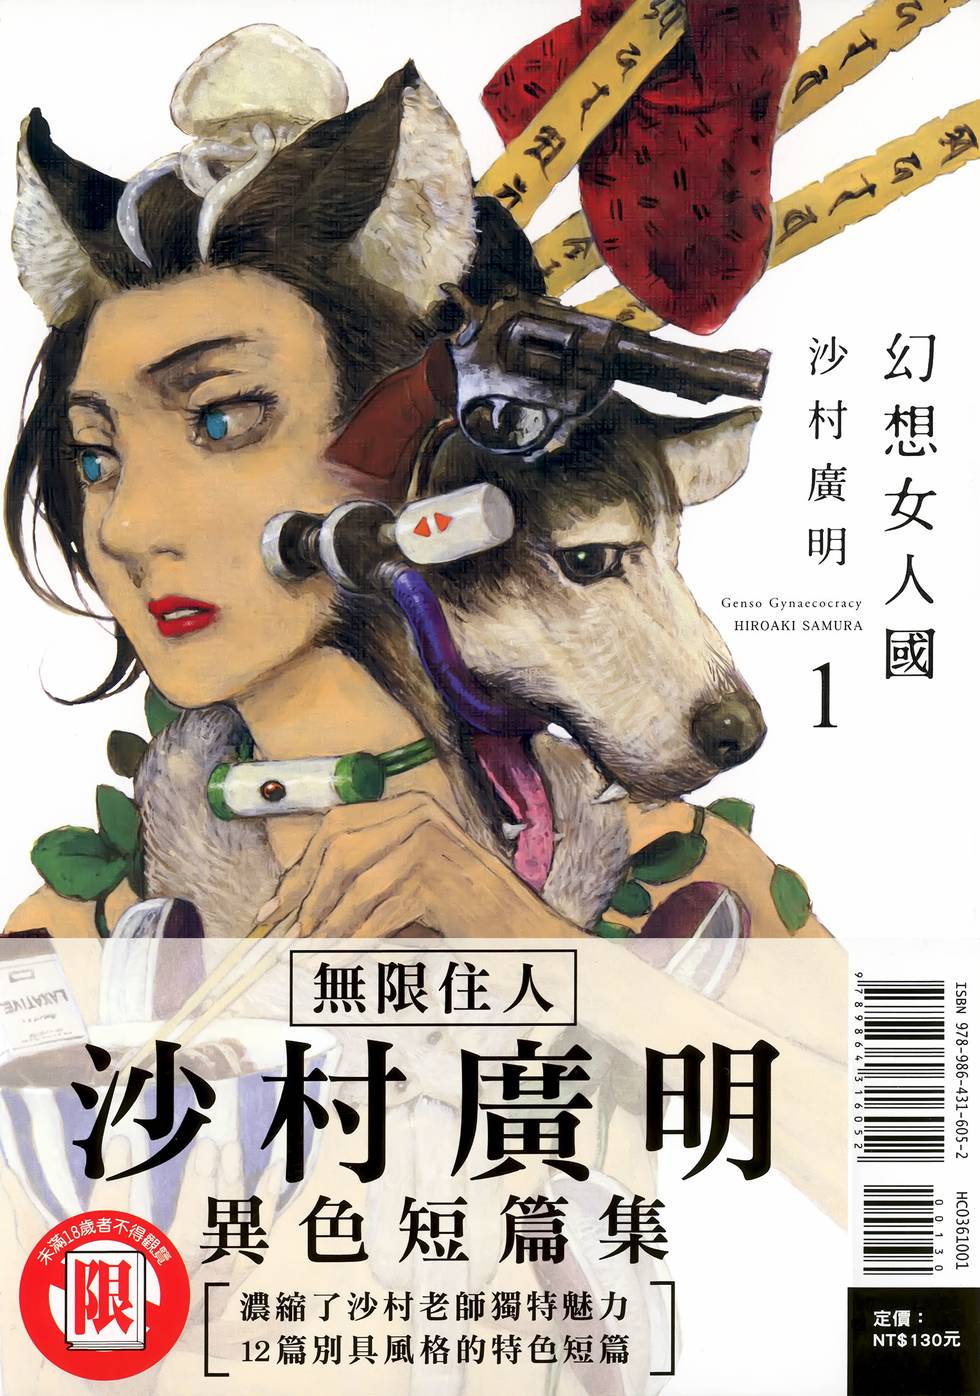 幻想女人國
沙村廣明
Genso Gynaecocracy
HIROAKI SAMURA
1
LAXATIVE
無限住人
沙村廣明
異色短篇集
濃縮了沙村老師獨特魅力
12篇別具風格的特色短篇
未滿18歲者不得觀覽
限
ISBN 978-986-431-605-2
9789864316052
HC0361001
00130
定價：
NT$130元